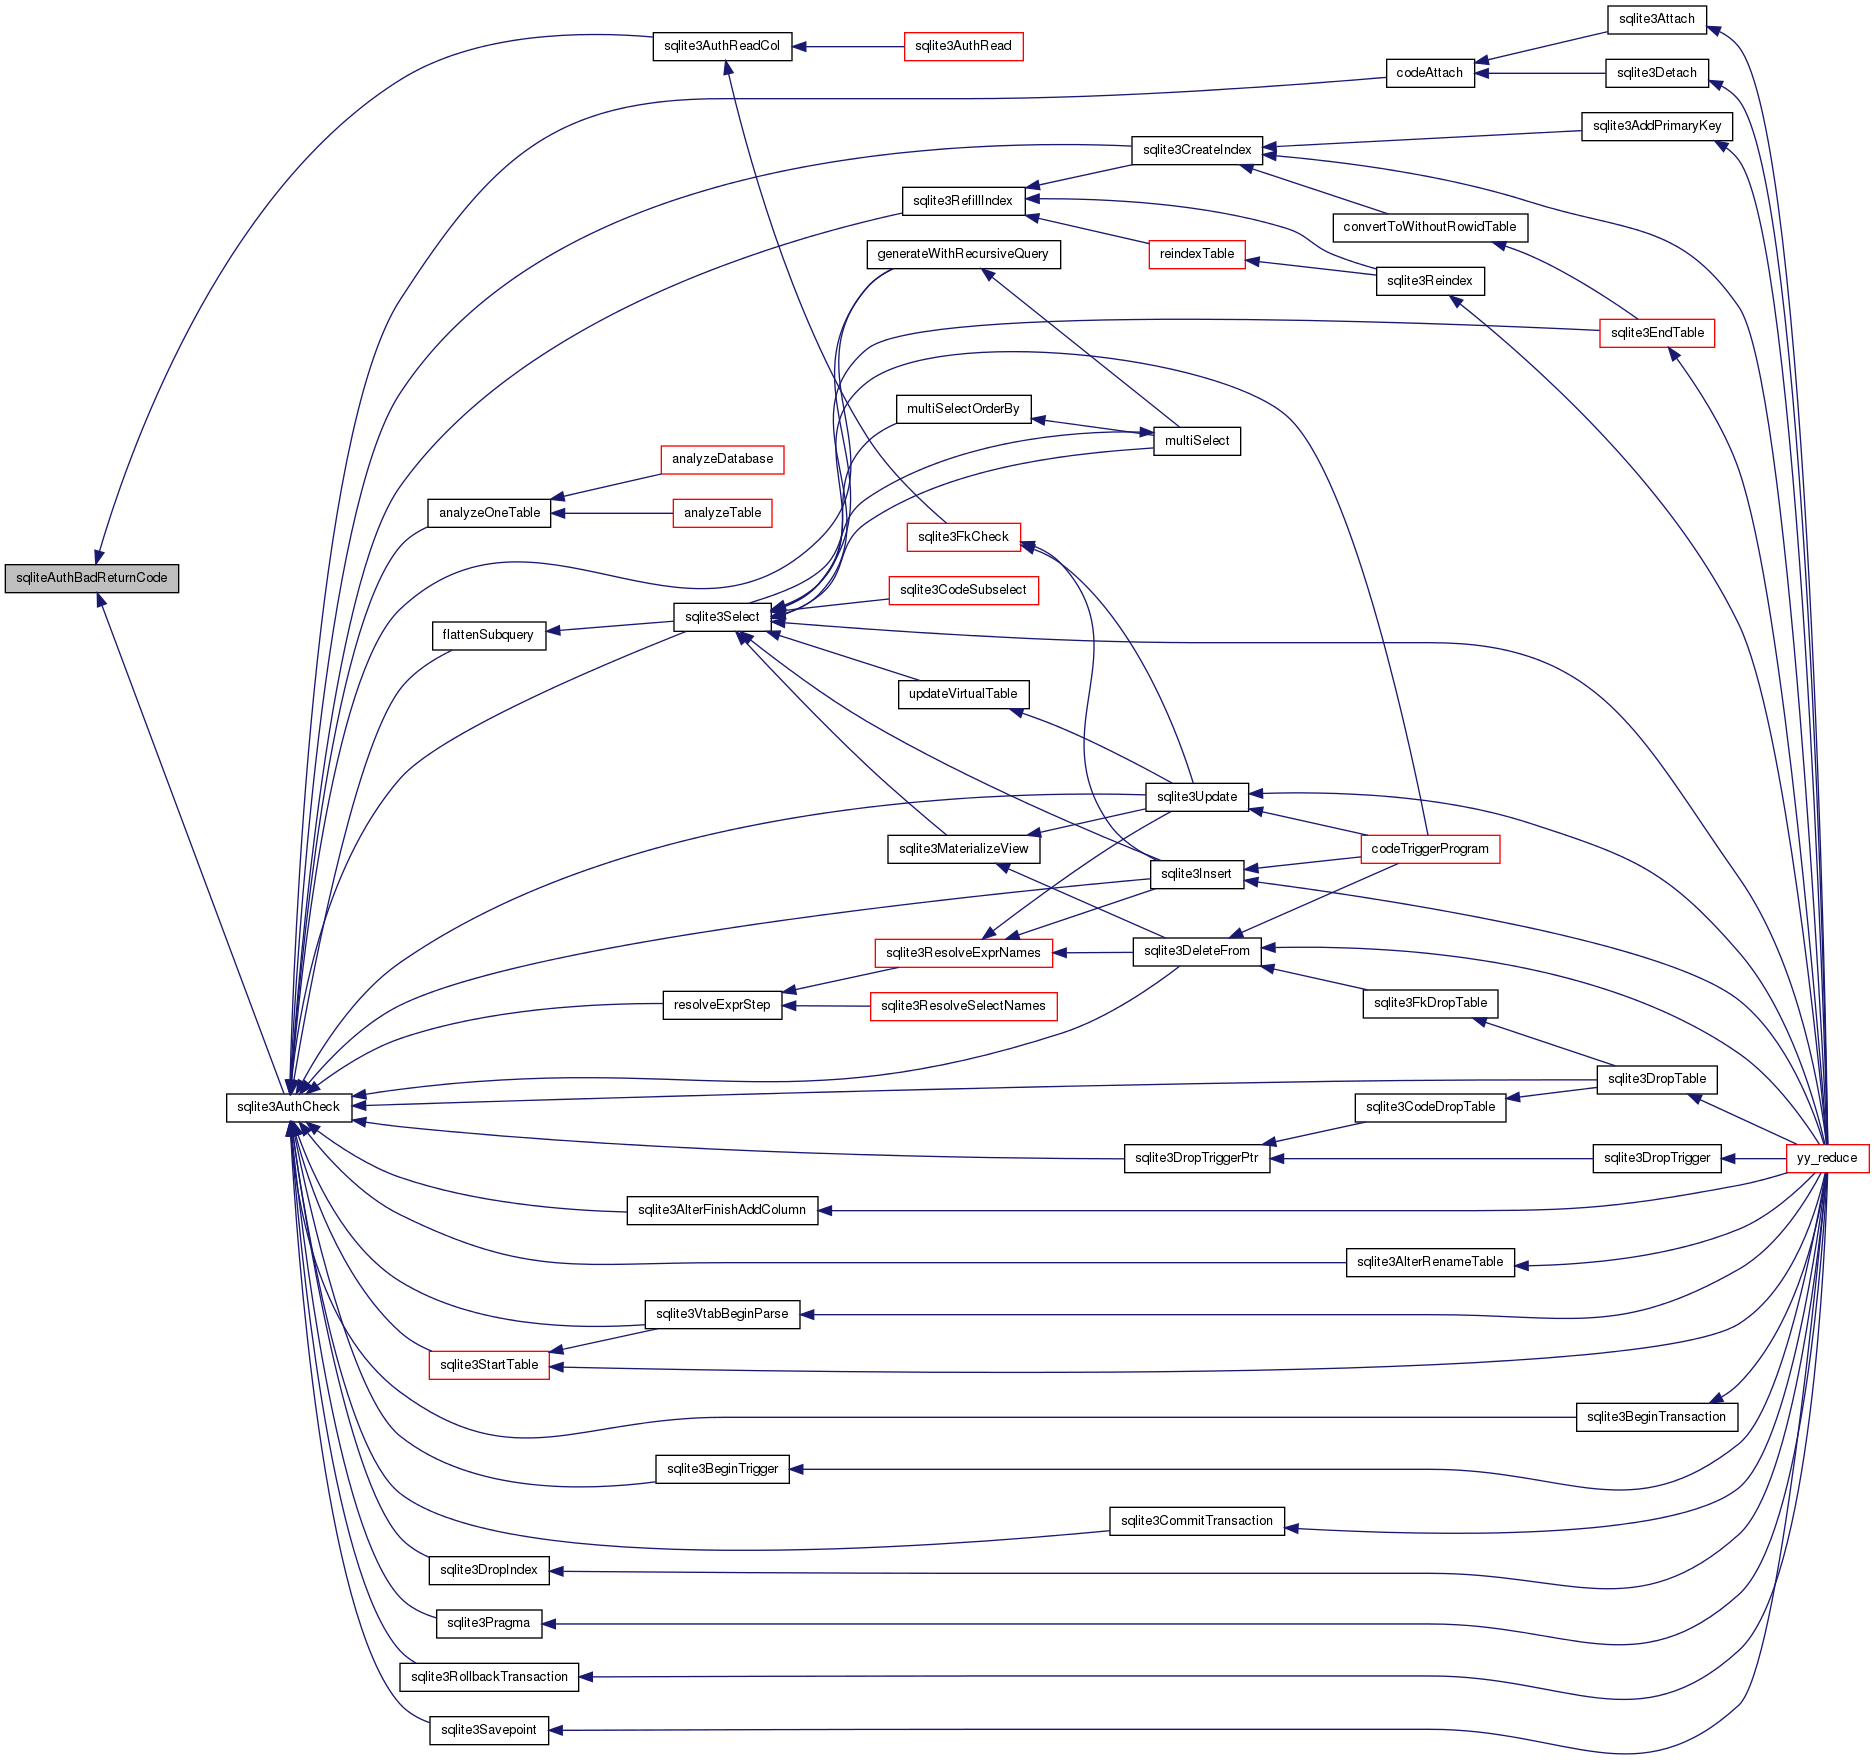 sqlite3Attach
sqlite3AuthReadCol
sqlite3AuthRead
codeAttach
sqlite3Detach
sqlite3AddPrimaryKey
sqlite3CreateIndex
sqlite3RefillIndex
convertToWithoutRowidTable
generateWithRecursiveQuery
reindexTable
sqlite3Reindex
sqlite3EndTable
multiSelectOrderBy
multiSelect
analyzeDatabase
analyzeOneTable
analyzeTable
sqlite3FkCheck
sqliteAuthBadReturnCode
sqlite3CodeSubselect
sqlite3Select
flattenSubquery
updateVirtualTable
sqlite3Update
sqlite3MaterializeView
codeTriggerProgram
sqlite3Insert
sqlite3ResolveExprNames
sqlite3DeleteFrom
resolveExprStep
sqlite3ResolveSelectNames
sqlite3FkDropTable
sqlite3DropTable
sqlite3AuthCheck
sqlite3CodeDropTable
sqlite3DropTriggerPtr
sqlite3DropTrigger
yy_reduce
sqlite3AlterFinishAddColumn
sqlite3AlterRenameTable
sqlite3VtabBeginParse
sqlite3StartTable
sqlite3BeginTransaction
sqlite3BeginTrigger
sqlite3CommitTransaction
sqlite3DropIndex
sqlite3Pragma
sqlite3RollbackTransaction
sqlite3Savepoint